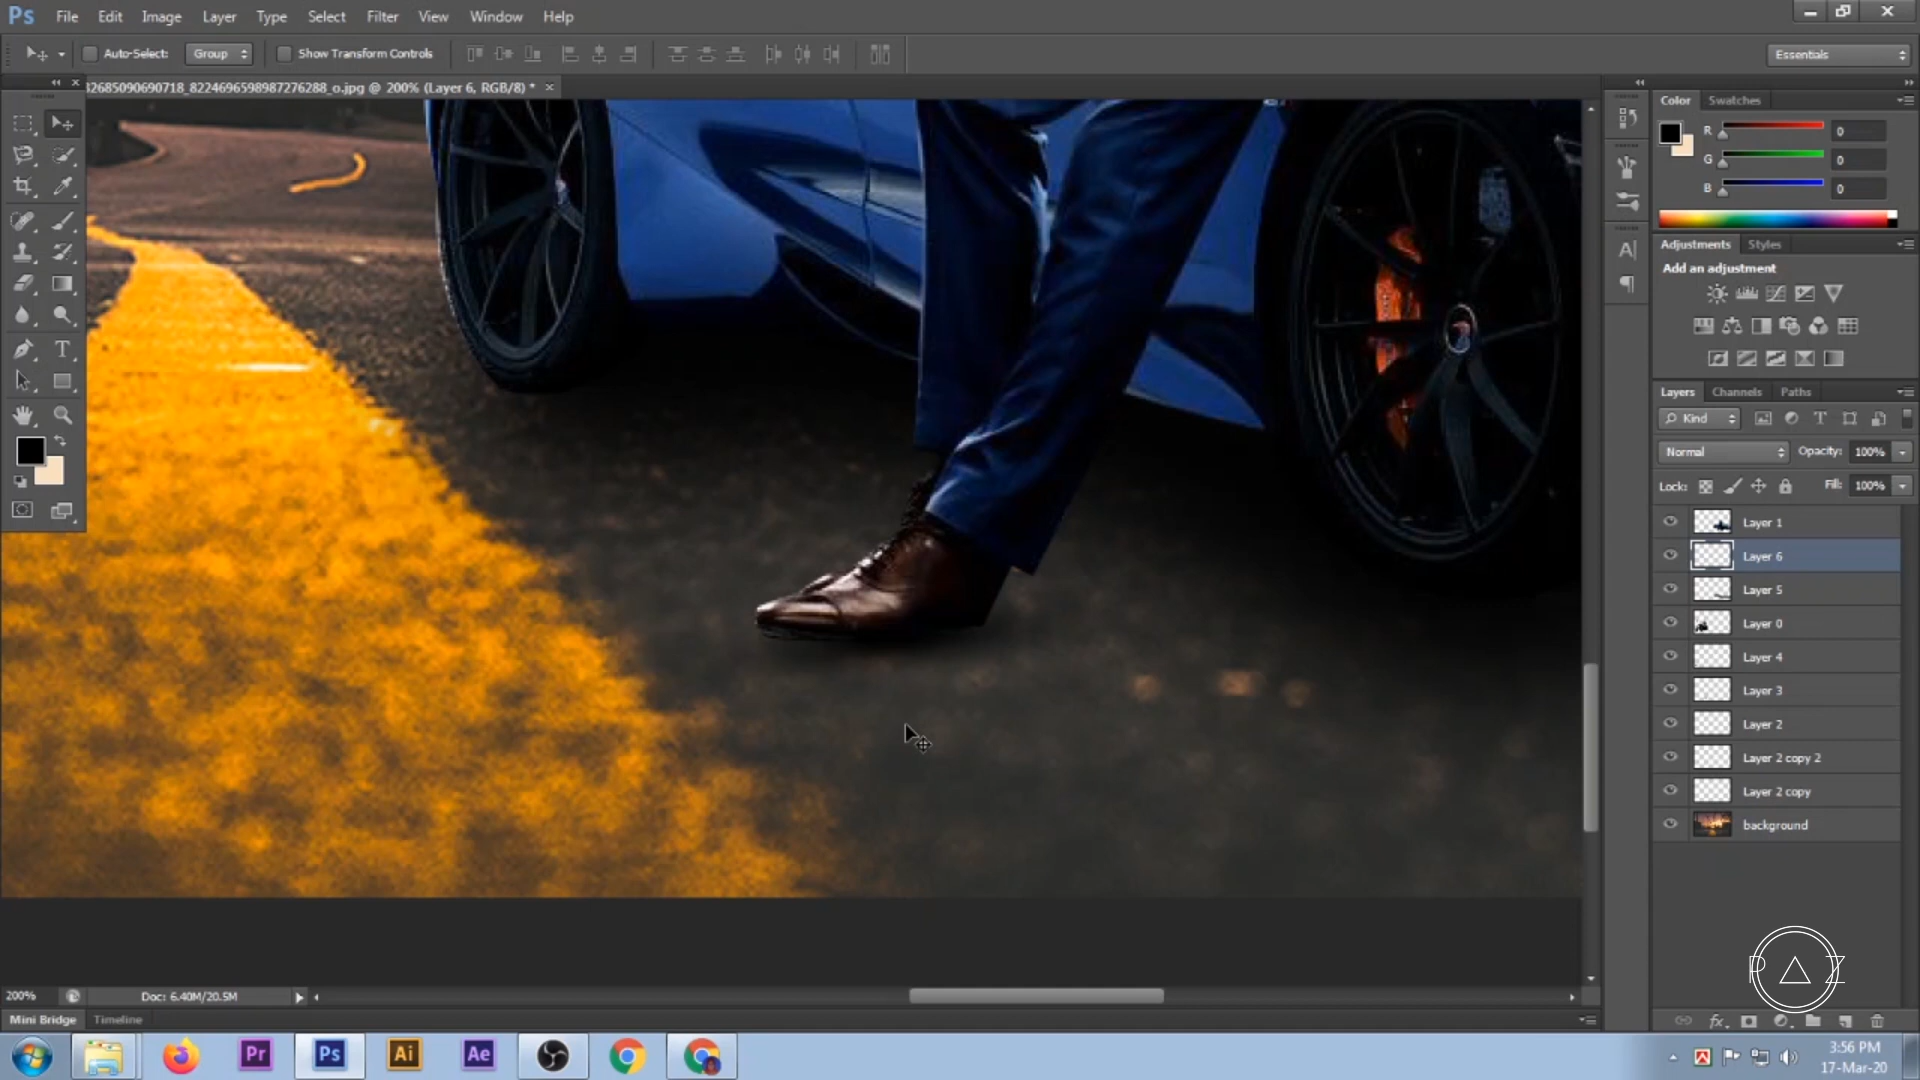 Ps File Edit Image Layer Type Select Filter View Window Help
Auto-Select: Group Show Transform Controls Essentials
32685090690718_8224696598987276288_o.jpg @ 200% (Layer 6, RGB/8) *
Color Swatches
R 0
G 0
B 0
Adjustments Styles
Add an adjustment
Layers Channels Paths
Kind
Normal Opacity: 100%
Lock: Fill: 100%
Layer 1
Layer 6
Layer 5
Layer 0
Layer 4
Layer 3
Layer 2
Layer 2 copy 2
Layer 2 copy
background
P Z
200% Doc: 6.40M/20.5M
Mini Bridge Timeline
Pr Ps Ai Ae
3:56 PM
17-Mar-20